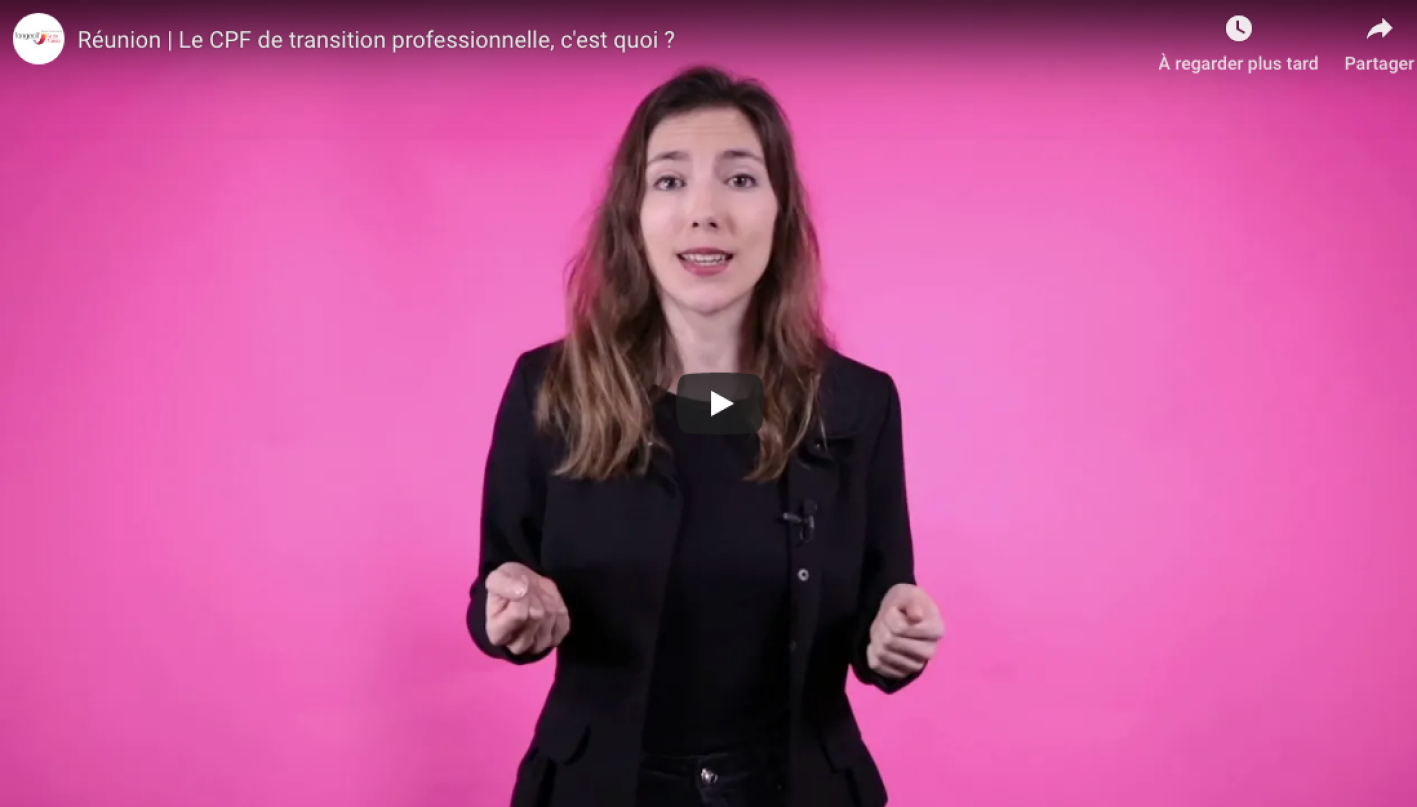 Réunion | Le CPF de transition professionnelle, c'est quoi ?
À regarder plus tard
Partager